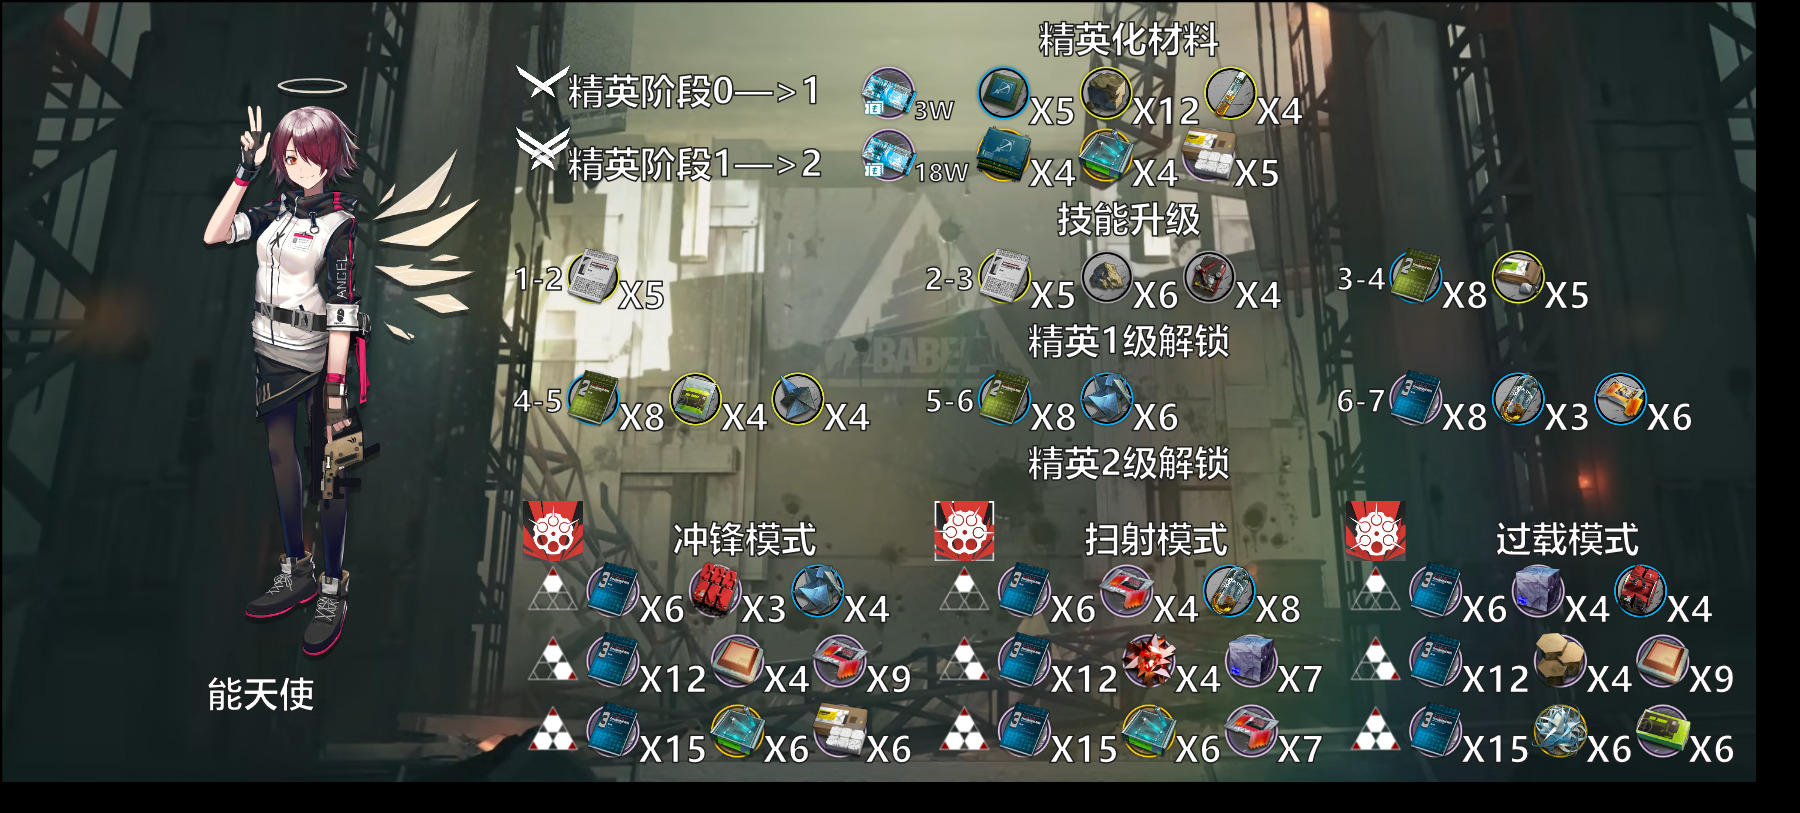 精英化材料
精英阶段0—>1 3W X5 X12 X4
精英阶段1—>2 18W X4 X4 X5
技能升级
1-2 X5 2-3 X5 X6 X4 3-4 X8 X5
精英1级解锁
4-5 X8 X4 X4 5-6 X8 X6 6-7 X8 X3 X6
精英2级解锁
冲锋模式 扫射模式 过载模式
X6 X3 X4 X6 X4 X8 X6 X4 X4
X12 X4 X9 X12 X4 X7 X12 X4 X9
X15 X6 X6 X15 X6 X7 X15 X6 X6
能天使
ANGEL
BABEL